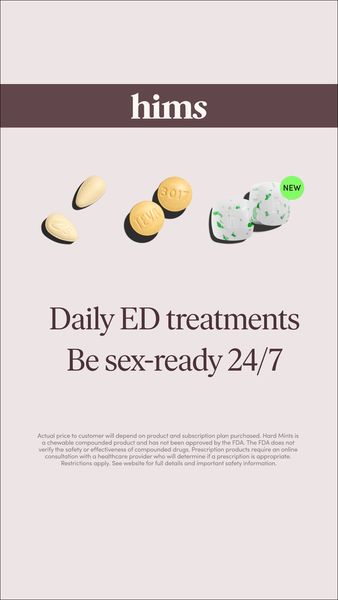 hims
NEW
3017
TEVA
Daily ED treatments
Be sex-ready 24/7
Actual price to customer will depend on product and subscription plan purchased. Hard Mints is
a chewable compounded product and has not been approved by the FDA. The FDA does not
verify the safety or effectiveness of compounded drugs. Prescription products require an online
consultation with a healthcare provider who will determine if a prescription is appropriate.
Restrictions apply. See website for full details and important safety information.